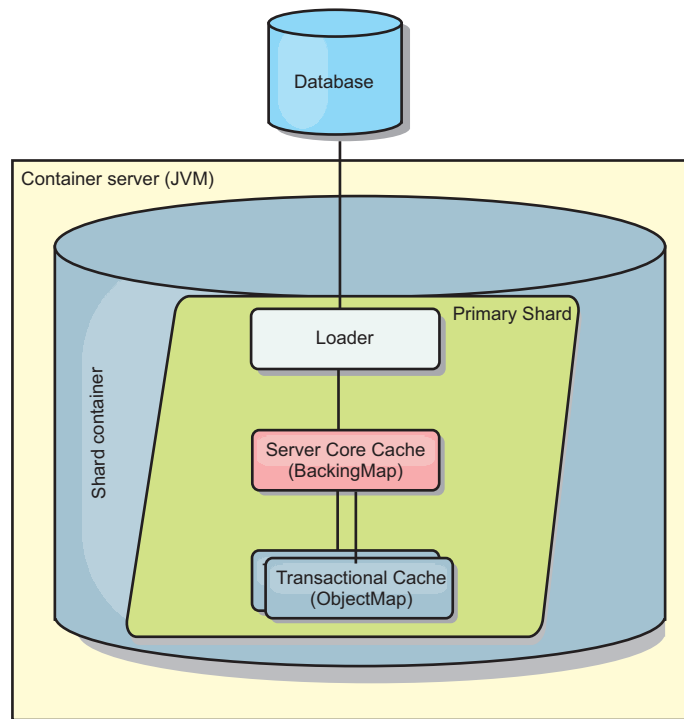 Database
Container server (JVM)
Primary Shard
Loader
Shard container
Server Core Cache
(BackingMap)
Transactional Cache
(ObjectMap)